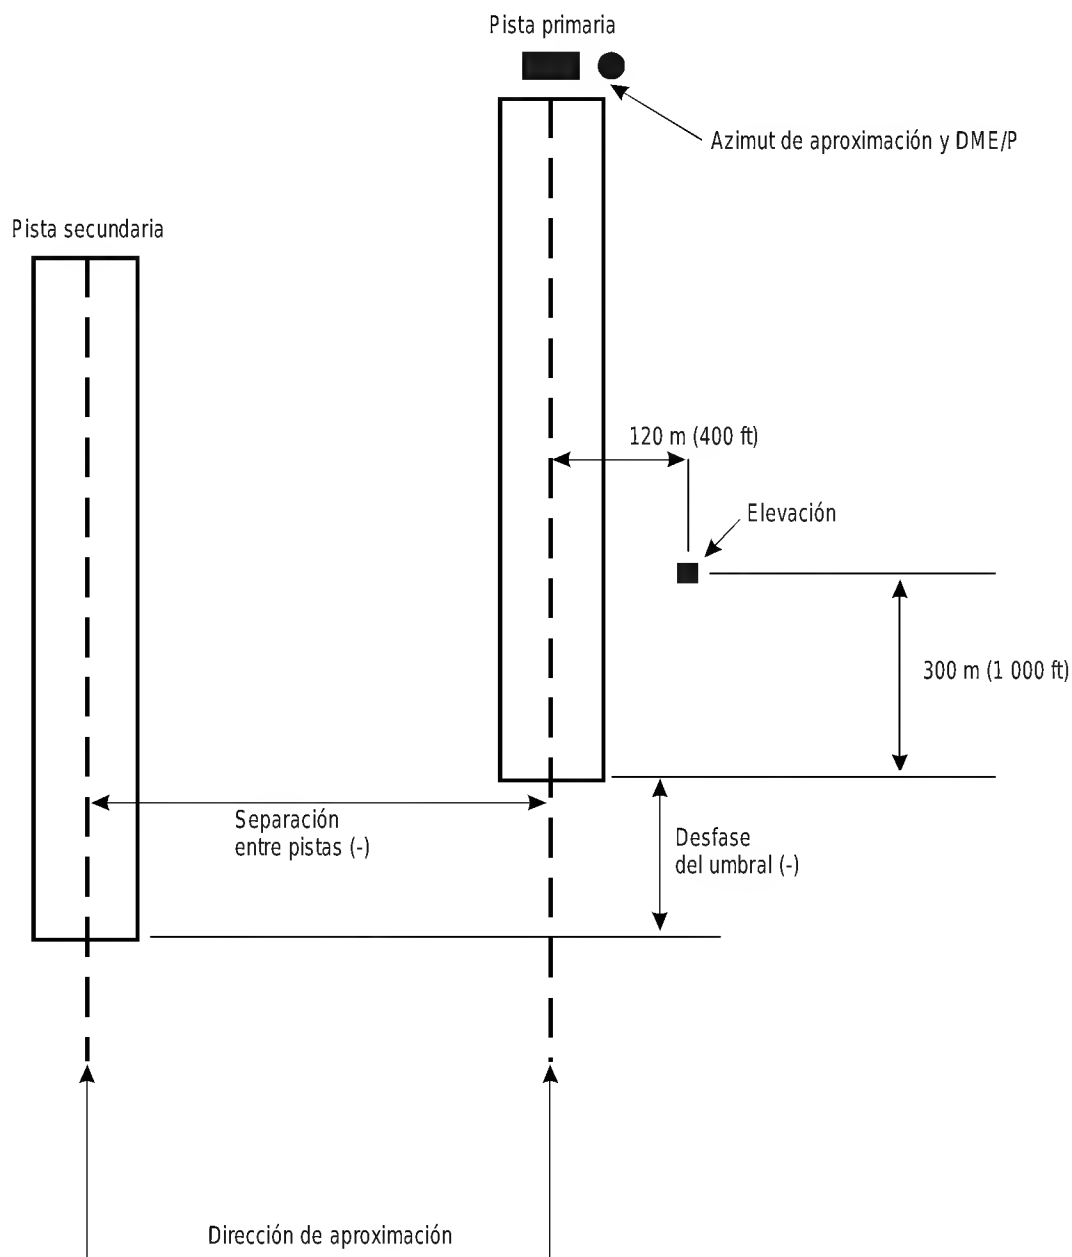 Pista primaria
Azimut de aproximación y DME/P
Pista secundaria
120 m (400 ft)
Elevación
300 m (1 000 ft)
Separación
entre pistas (-)
Desfase
del umbral (-)
Dirección de aproximación